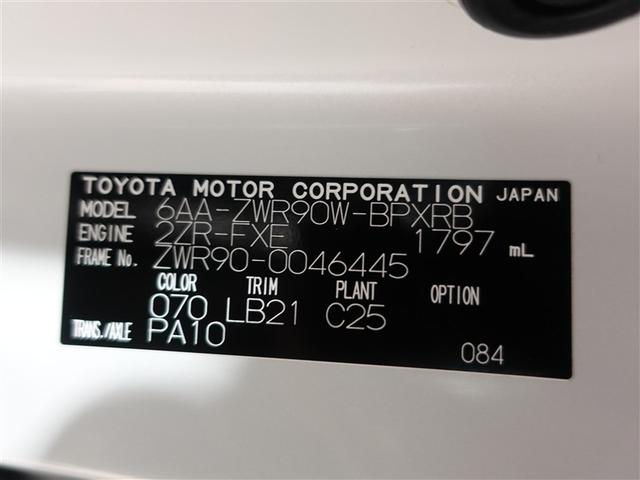 TOYOTA MOTOR CORPORATION JAPAN
MODEL 6AA-ZWR90W-BPXRB
ENGINE 2ZR-FXE 1797 mL
FRAME No. ZWR90-0046445
COLOR TRIM PLANT OPTION
070 LB21 C25
TRANS./AXLE PA10
084